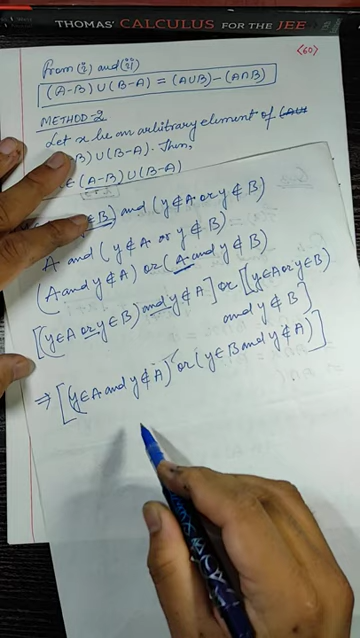 THOMAS' CALCULUS FOR THE JEE
<60>
From (i) and (ii)
(A-B)∪(B-A) = (A∪B)-(A∩B)
METHOD-2
Let x be an arbitrary element of
B)∪(B-A). Then,
∈(A-B)∪(B-A)
∈B) and (y∉A or y∉B)
A and (y∉A or y∉B)
(A and y∉A) or (A and y∉B)
[(y∈A or y∈B) and y∉A] or [(y∈A or y∈B)
and y∉B]
⇒ [(y∈A and y∉A) or (y∈B and y∉A)]